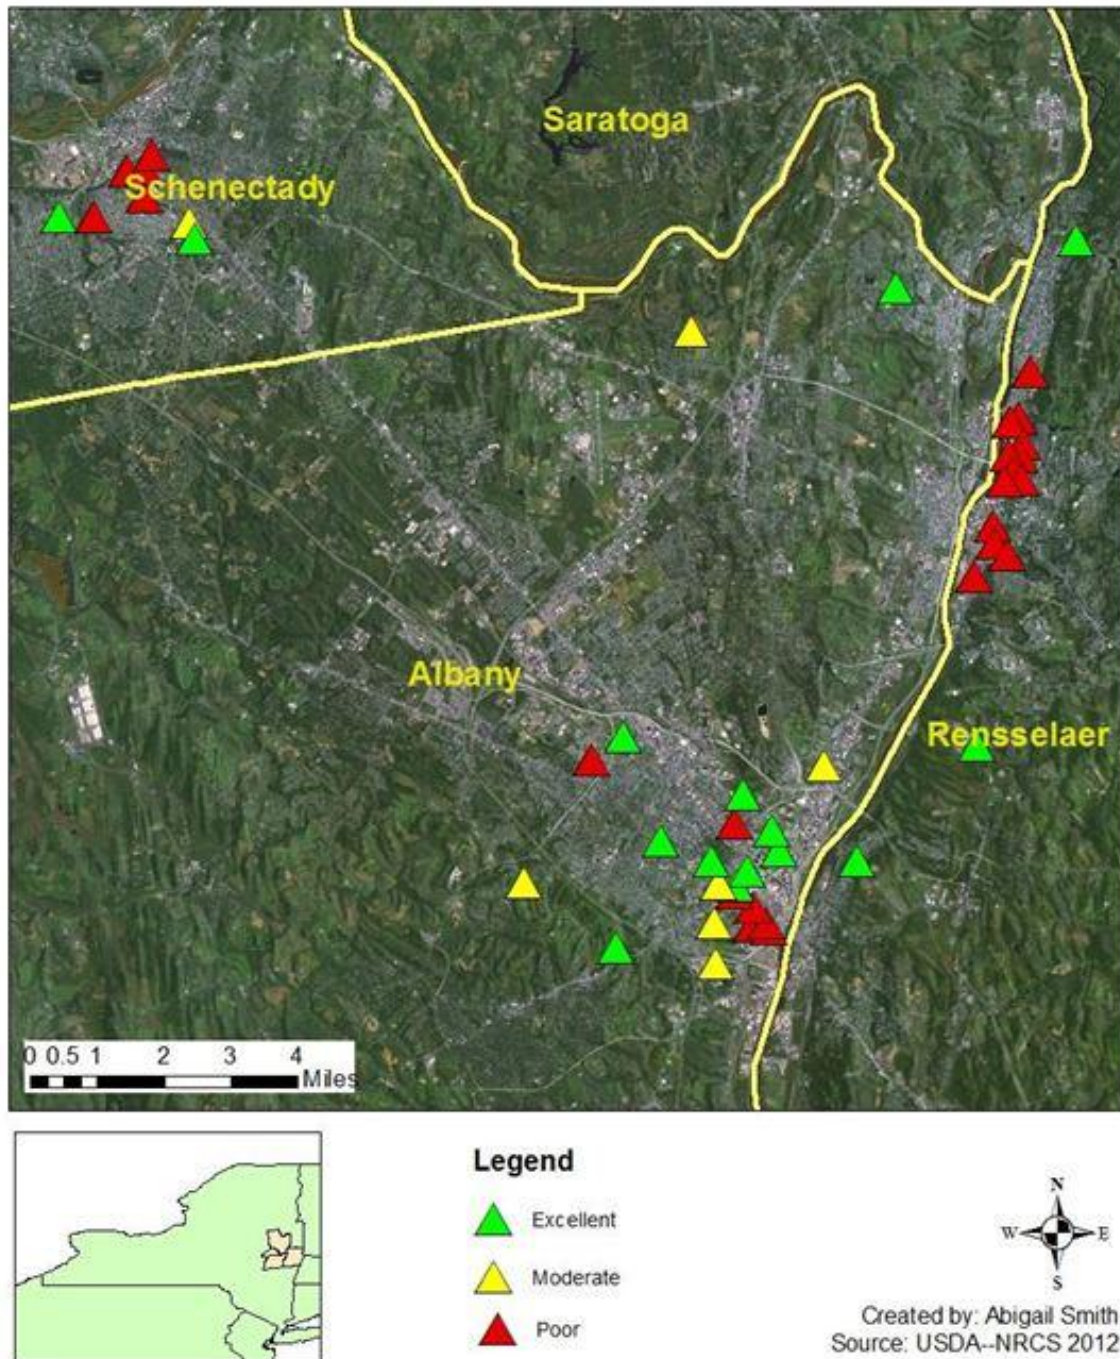 Saratoga
Schenectady
Albany
Rensselaer
0 0.5 1 2 3 4
Miles
Legend
Excellent
Moderate
Poor
N
W E
S
Created by: Abigail Smith
Source: USDA--NRCS 2012